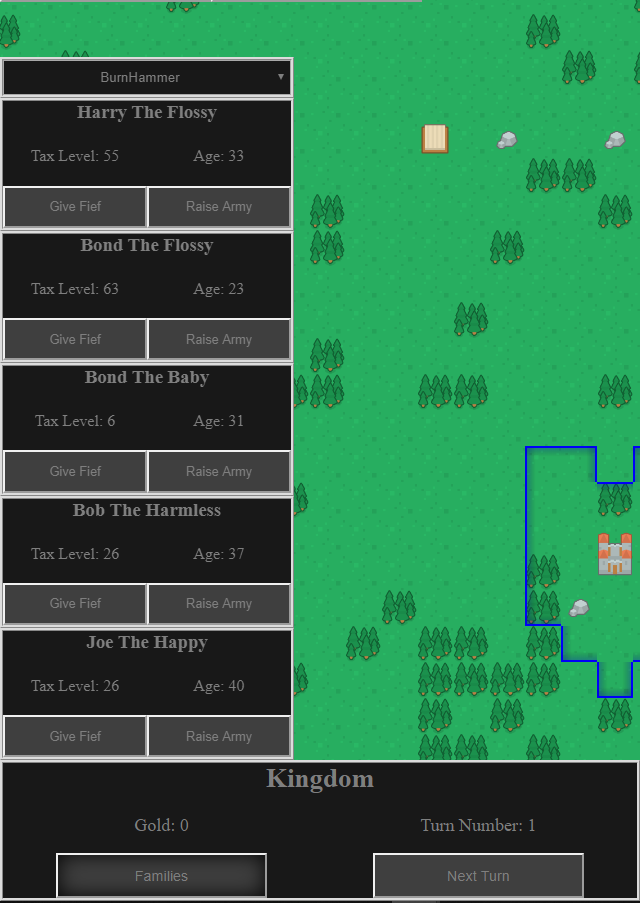 BurnHammer
Harry The Flossy
Tax Level: 55 Age: 33
Give Fief Raise Army
Bond The Flossy
Tax Level: 63 Age: 23
Give Fief Raise Army
Bond The Baby
Tax Level: 6 Age: 31
Give Fief Raise Army
Bob The Harmless
Tax Level: 26 Age: 37
Give Fief Raise Army
Joe The Happy
Tax Level: 26 Age: 40
Give Fief Raise Army
Kingdom
Gold: 0 Turn Number: 1
Families Next Turn